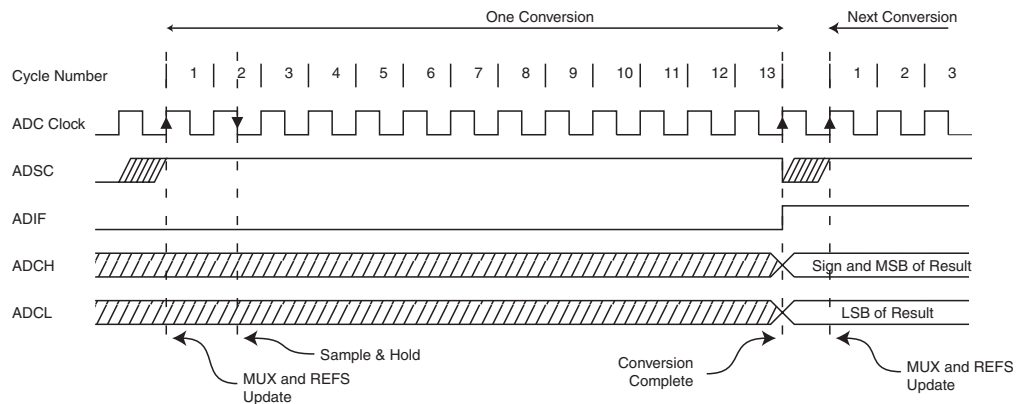 One Conversion Next Conversion
Cycle Number 1 2 3 4 5 6 7 8 9 10 11 12 13 1 2 3
ADC Clock
ADSC
ADIF
ADCH Sign and MSB of Result
ADCL LSB of Result
Sample & Hold
MUX and REFS
Update
Conversion
Complete
MUX and REFS
Update